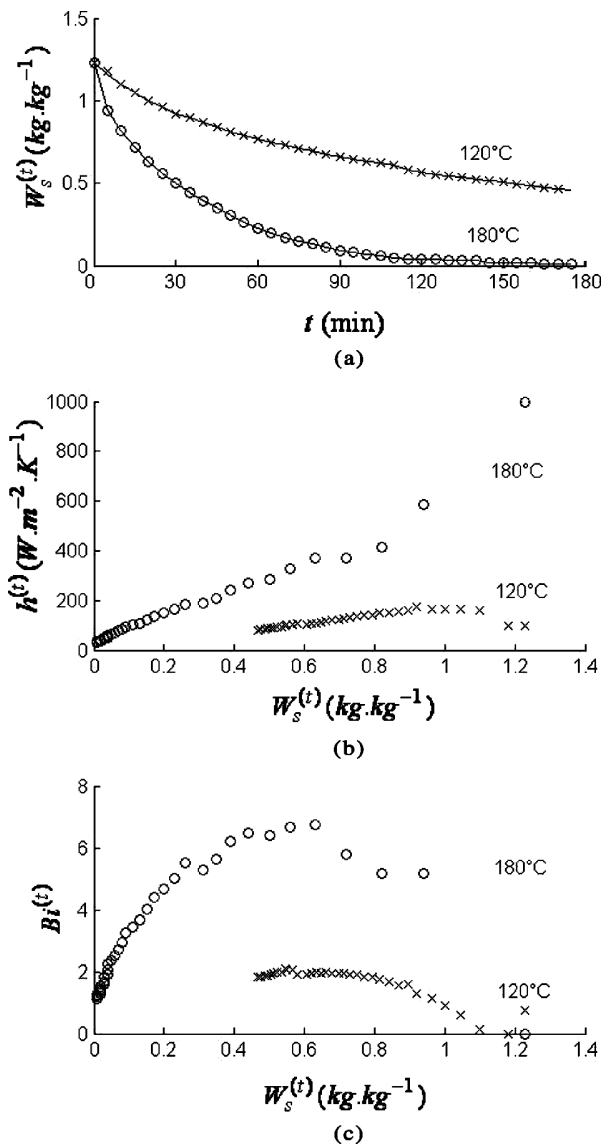 1.5
1
0.5
0
W̅s(t) (kg.kg⁻¹)
120°C
180°C
0 30 60 90 120 150 180
t (min)
(a)
1000
800
600
400
200
0
h(t) (W.m⁻².K⁻¹)
180°C
120°C
0 0.2 0.4 0.6 0.8 1 1.2 1.4
W̅s(t) (kg.kg⁻¹)
(b)
8
6
4
2
0
Bi(t)
180°C
120°C
0 0.2 0.4 0.6 0.8 1 1.2 1.4
W̅s(t) (kg.kg⁻¹)
(c)